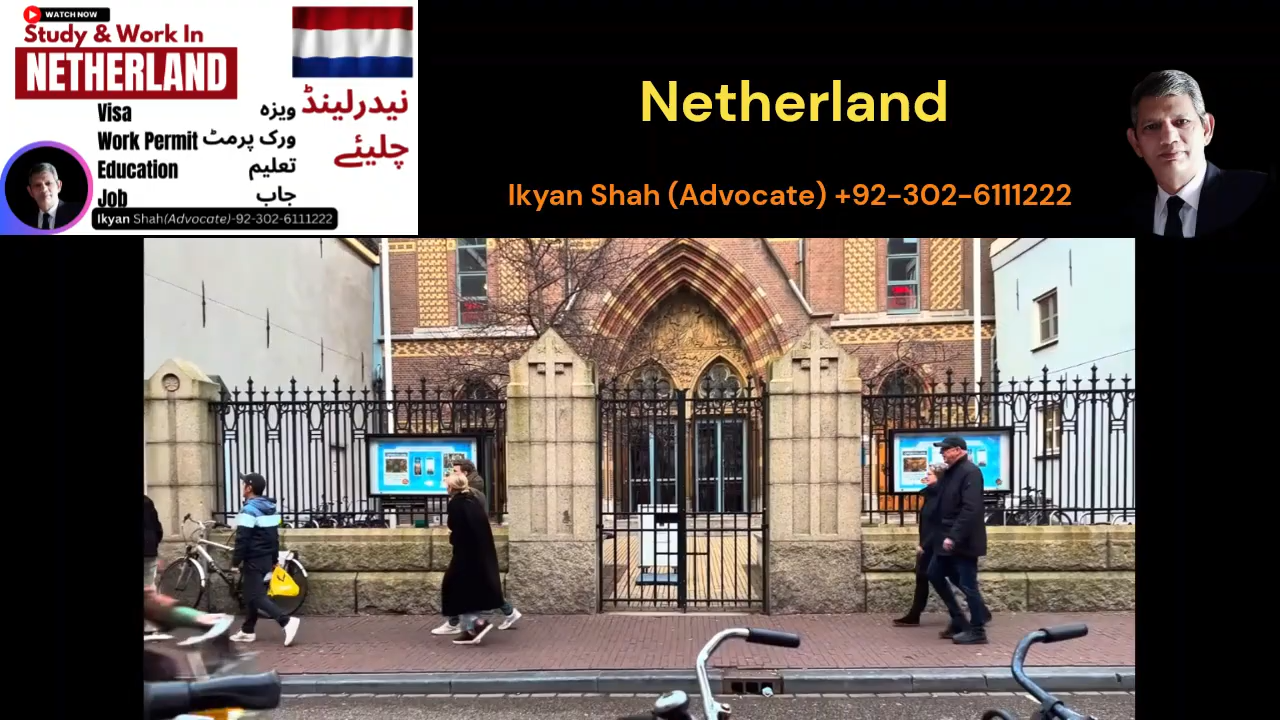 WATCH NOW
Study & Work In
NETHERLAND
Visa
Work Permit
Education
Job
ویزہ
ورک پرمٹ
تعلیم
جاب
نیدرلینڈ
چلیئے
Ikyan Shah(Advocate)-92-302-6111222
Netherland
Ikyan Shah (Advocate) +92-302-6111222